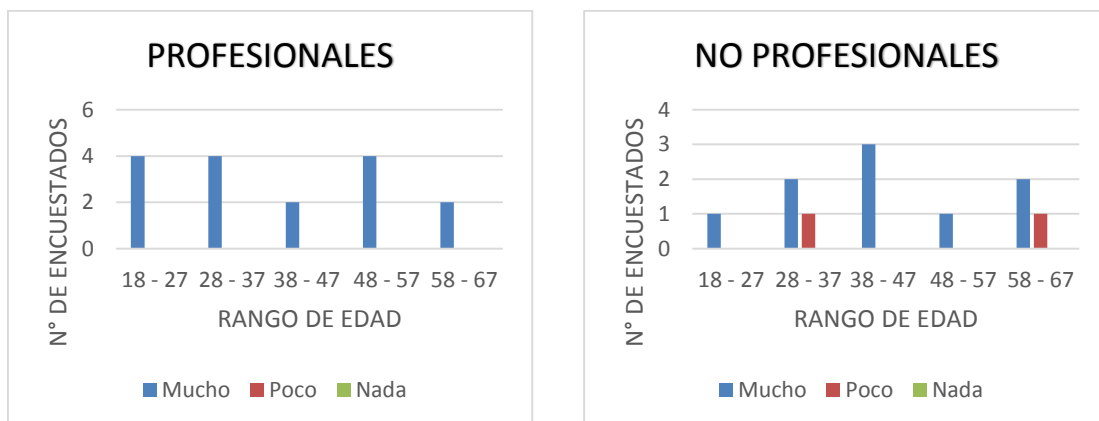 PROFESIONALES
N° DE ENCUESTADOS
6
4
2
0
18 - 27 28 - 37 38 - 47 48 - 57 58 - 67
RANGO DE EDAD
Mucho Poco Nada
NO PROFESIONALES
N° DE ENCUESTADOS
4
3
2
1
0
18 - 27 28 - 37 38 - 47 48 - 57 58 - 67
RANGO DE EDAD
Mucho Poco Nada